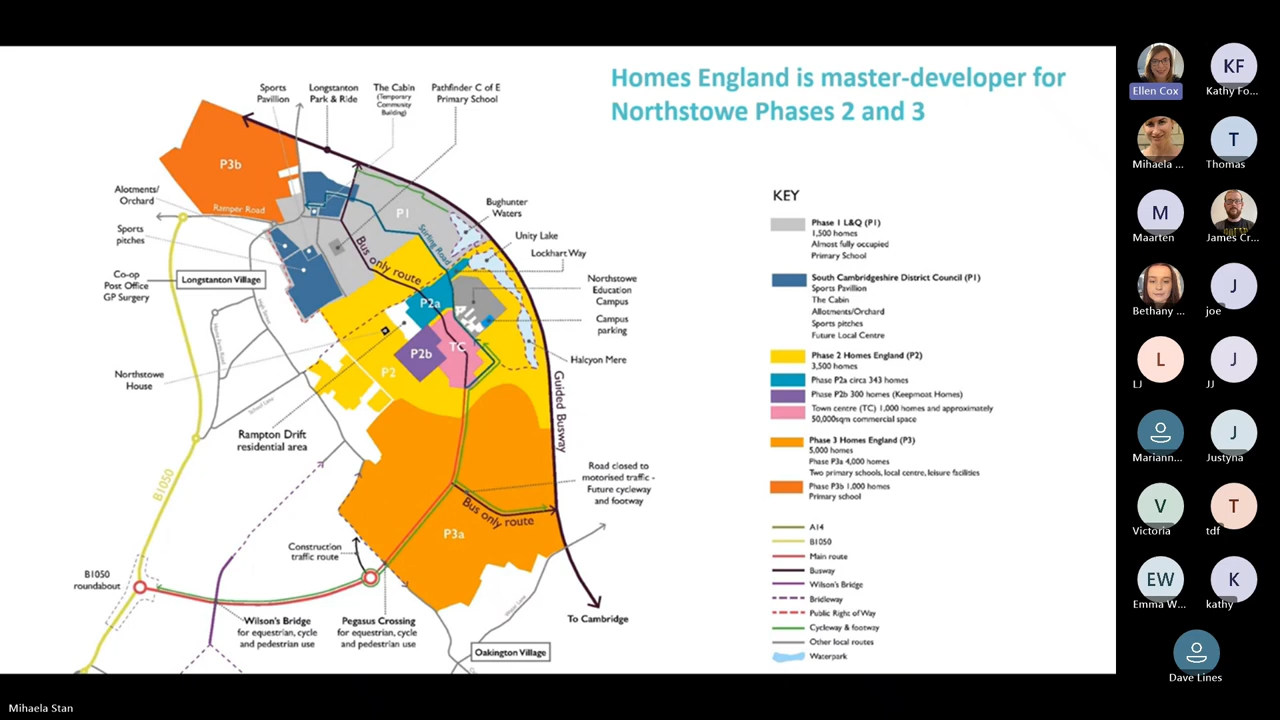 Homes England is master-developer for
Northstowe Phases 2 and 3
Sports
Pavillion
Longstanton
Park & Ride
The Cabin
(Temporary
Community
Building)
Pathfinder C of E
Primary School
P3b
Alotments/
Orchard
Ramper Road
P1
Bughunter
Waters
Sports
pitches
Stirling Road
Unity Lake
Bus only route
Lockhart Way
Co-op
Post Office
GP Surgery
Longstanton Village
Northstowe
Education
Campus
P2a
Campus
parking
TC
P2b
Halcyon Mere
Northstowe
House
P2
Guided Busway
School Lane
Rampton Drift
residential area
B1050
Road closed to
motorised traffic -
Future cycleway
and footway
Bus only route
P3a
Construction
traffic route
B1050
roundabout
To Cambridge
Wilson's Bridge
for equestrian, cycle
and pedestrian use
Pegasus Crossing
for equestrian, cycle
and pedestrian use
Oakington Village
KEY
Phase 1 L&Q (P1)
1,500 homes
Almost fully occupied
Primary School
South Cambridgeshire District Council (P1)
Sports Pavilion
The Cabin
Allotments/Orchard
Sports pitches
Future Local Centre
Phase 2 Homes England (P2)
3,500 homes
Phase P2a circa 343 homes
Phase P2b 300 homes (Keepmoat Homes)
Town centre (TC) 1,000 homes and approximately
50,000sqm commercial space
Phase 3 Homes England (P3)
5,000 homes
Phase P3a 4,000 homes
Two primary schools, local centre, leisure facilities
Phase P3b 1,000 homes
Primary school
A14
B1050
Main route
Busway
Wilson's Bridge
Bridleway
Public Right of Way
Cycleway & footway
Other local routes
Waterpark
Ellen Cox
KF
Kathy Fo...
Mihaela ...
T
Thomas
M
Maarten
James Cr...
Bethany ...
J
joe
L
LJ
J
JJ
Mariann...
J
Justyna
V
Victoria
T
tdf
EW
Emma W...
K
kathy
Dave Lines
Mihaela Stan